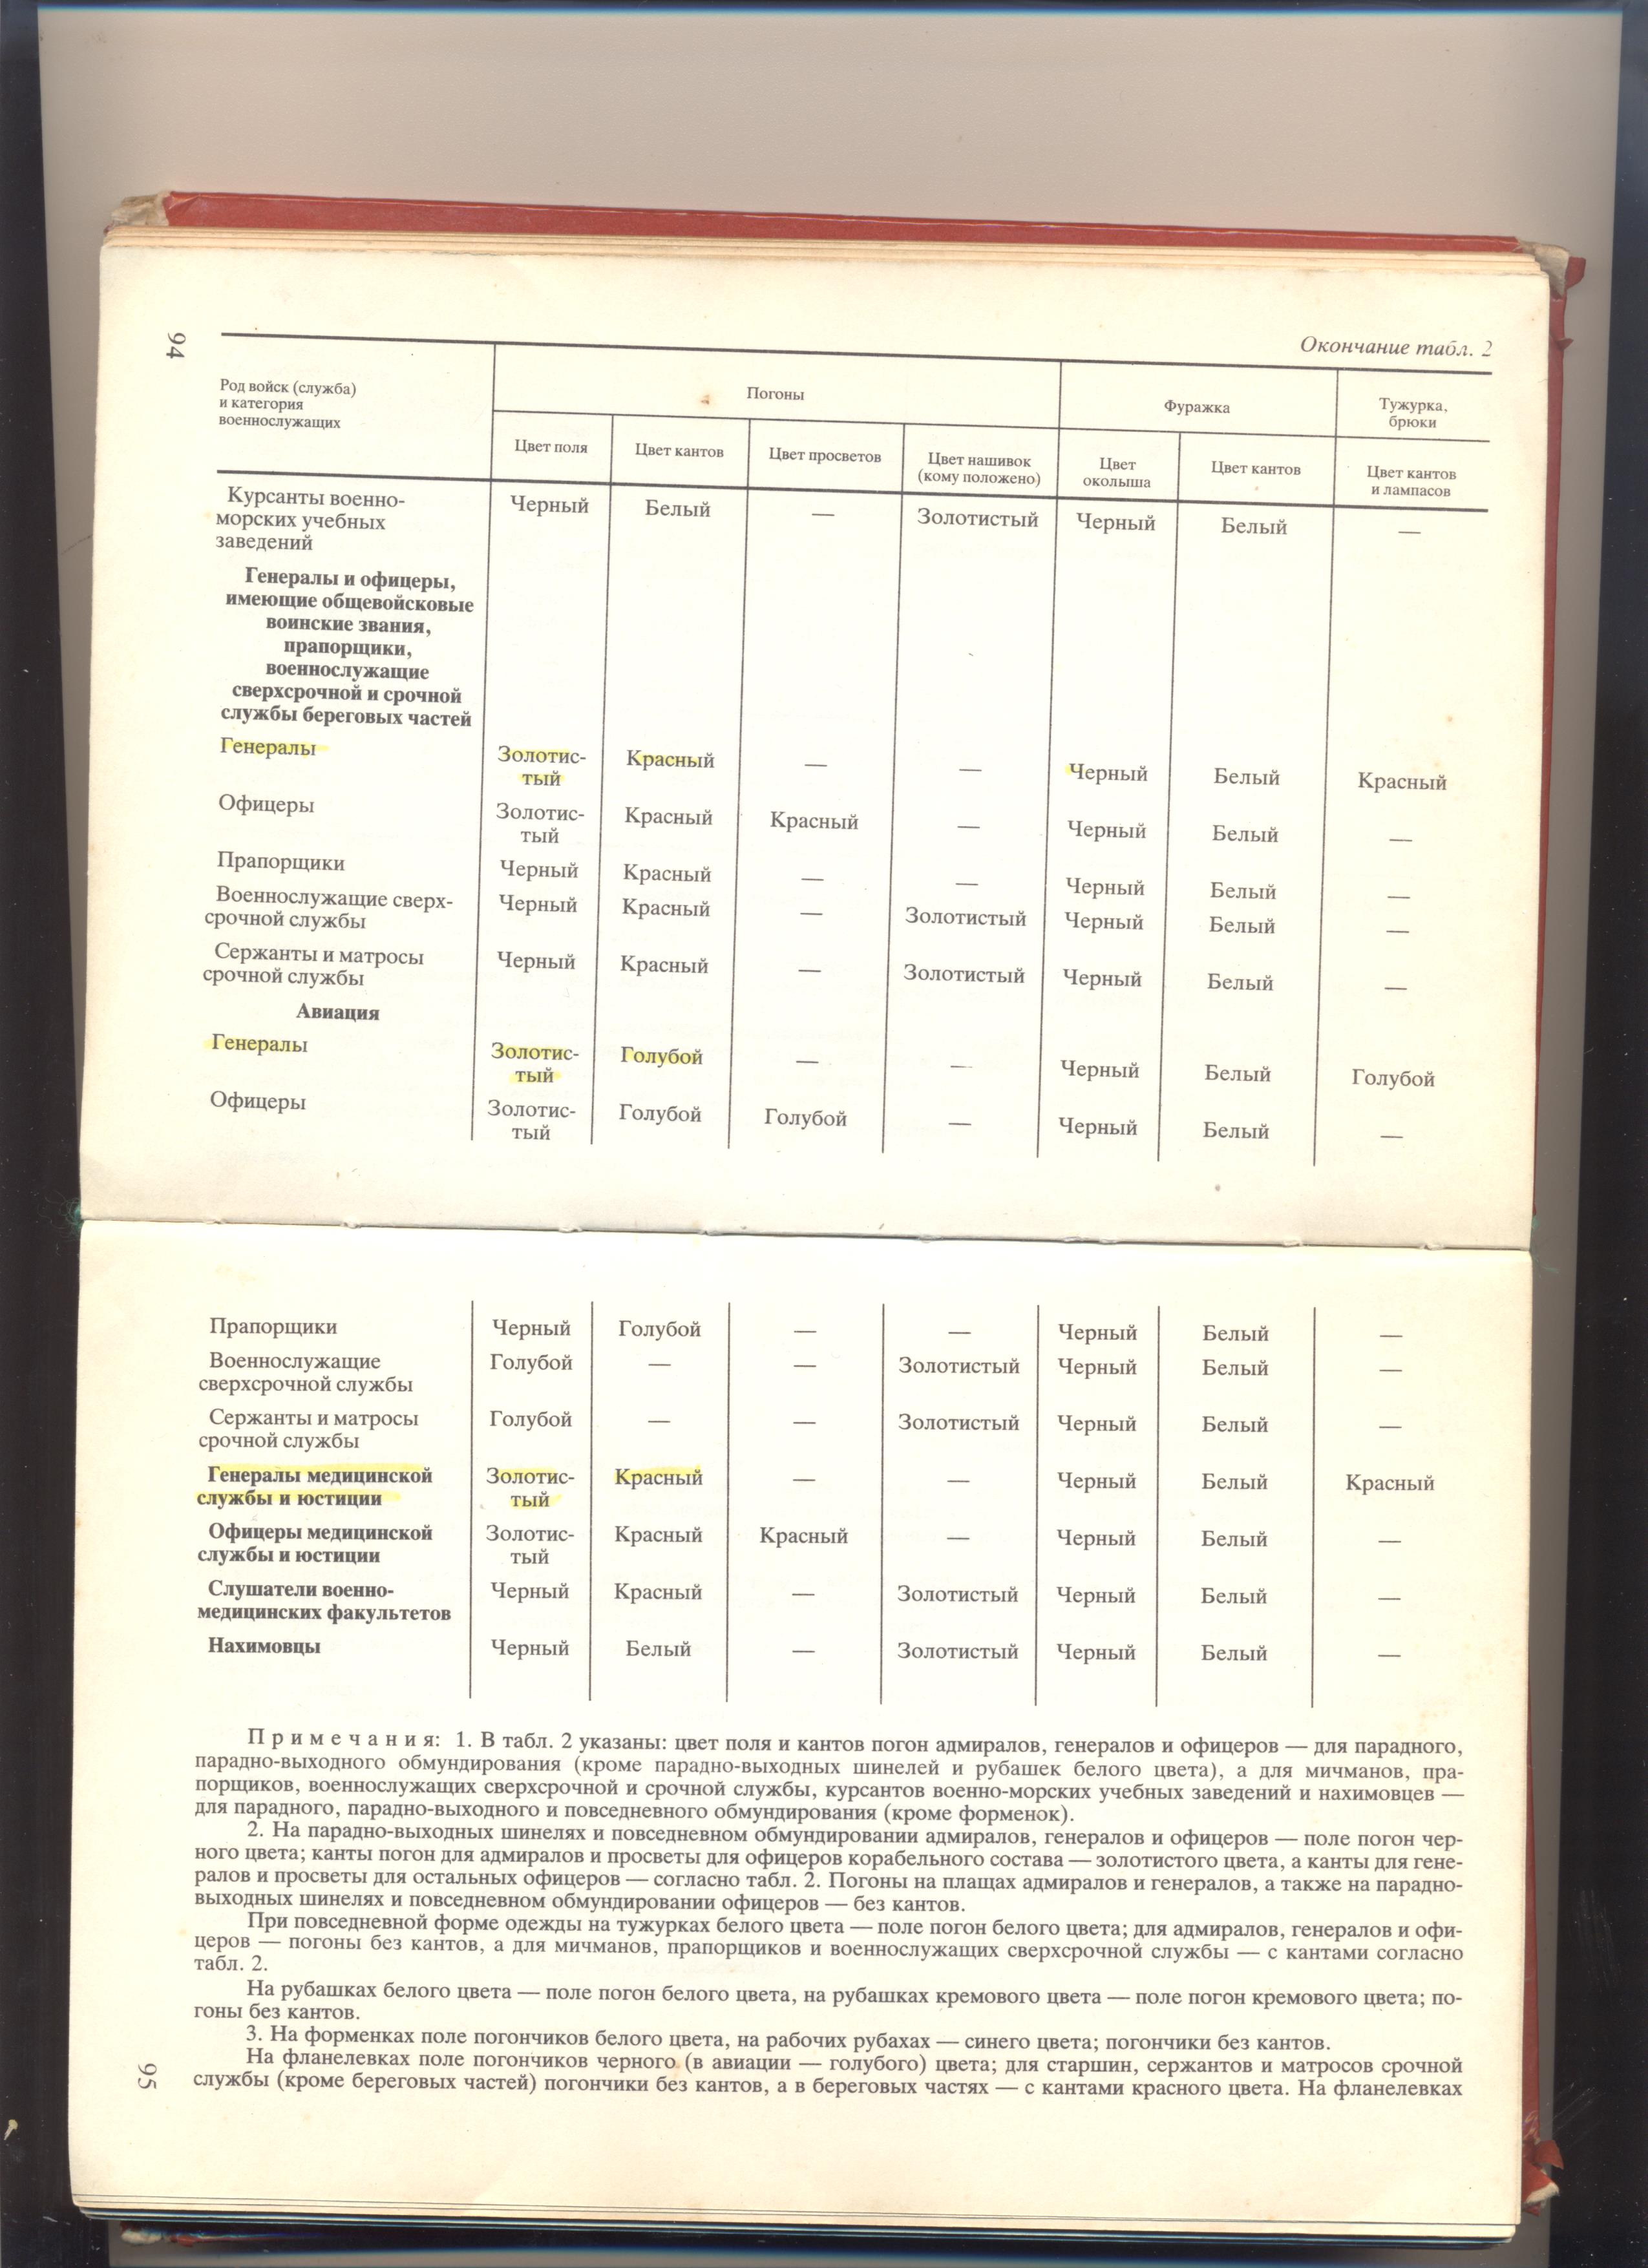 94
Окончание табл. 2
Род войск (служба)
и категория
военнослужащих
Погоны
Фуражка
Тужурка,
брюки
Цвет поля
Цвет кантов
Цвет просветов
Цвет нашивок
(кому положено)
Цвет
околыша
Цвет кантов
Цвет кантов
и лампасов
Курсанты военно- Черный Белый — Золотистый Черный Белый —
морских учебных
заведений
Генералы и офицеры,
имеющие общевойсковые
воинские звания,
прапорщики,
военнослужащие
сверхсрочной и срочной
службы береговых частей
Генералы Золотис- Красный — — Черный Белый Красный
тый
Офицеры Золотис- Красный Красный — Черный Белый —
тый
Прапорщики Черный Красный — — Черный Белый —
Военнослужащие сверх- Черный Красный — Золотистый Черный Белый —
срочной службы
Сержанты и матросы Черный Красный — Золотистый Черный Белый —
срочной службы
Авиация
Генералы Золотис- Голубой — — Черный Белый Голубой
тый
Офицеры Золотис- Голубой Голубой — Черный Белый —
тый
Прапорщики Черный Голубой — — Черный Белый —
Военнослужащие Голубой — — Золотистый Черный Белый —
сверхсрочной службы
Сержанты и матросы Голубой — — Золотистый Черный Белый —
срочной службы
Генералы медицинской Золотис- Красный — — Черный Белый Красный
службы и юстиции тый
Офицеры медицинской Золотис- Красный Красный — Черный Белый —
службы и юстиции тый
Слушатели военно- Черный Красный — Золотистый Черный Белый —
медицинских факультетов
Нахимовцы Черный Белый — Золотистый Черный Белый —
Примечания: 1. В табл. 2 указаны: цвет поля и кантов погон адмиралов, генералов и офицеров — для парадного,
парадно-выходного обмундирования (кроме парадно-выходных шинелей и рубашек белого цвета), а для мичманов, пра-
порщиков, военнослужащих сверхсрочной и срочной службы, курсантов военно-морских учебных заведений и нахимовцев —
для парадного, парадно-выходного и повседневного обмундирования (кроме форменок).
2. На парадно-выходных шинелях и повседневном обмундировании адмиралов, генералов и офицеров — поле погон чер-
ного цвета; канты погон для адмиралов и просветы для офицеров корабельного состава — золотистого цвета, а канты для гене-
ралов и просветы для остальных офицеров — согласно табл. 2. Погоны на плащах адмиралов и генералов, а также на парадно-
выходных шинелях и повседневном обмундировании офицеров — без кантов.
При повседневной форме одежды на тужурках белого цвета — поле погон белого цвета; для адмиралов, генералов и офи-
церов — погоны без кантов, а для мичманов, прапорщиков и военнослужащих сверхсрочной службы — с кантами согласно
табл. 2.
На рубашках белого цвета — поле погон белого цвета, на рубашках кремового цвета — поле погон кремового цвета; по-
гоны без кантов.
3. На форменках поле погончиков белого цвета, на рабочих рубахах — синего цвета; погончики без кантов.
На фланелевках поле погончиков черного (в авиации — голубого) цвета; для старшин, сержантов и матросов срочной
службы (кроме береговых частей) погончики без кантов, а в береговых частях — с кантами красного цвета. На фланелевках
95